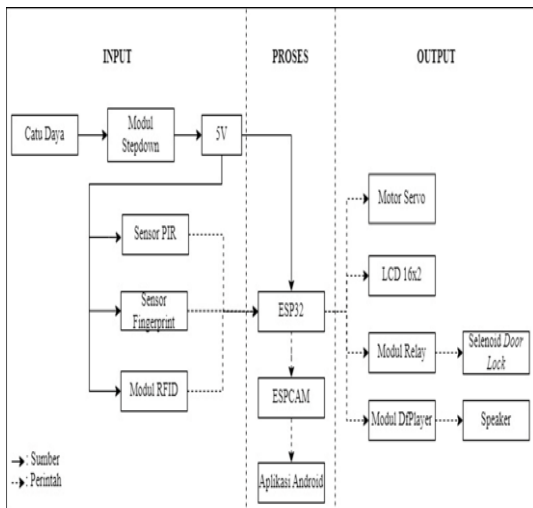 INPUT
PROSES
OUTPUT
Catu Daya
Modul
Stepdown
5V
Sensor PIR
Sensor
Fingerprint
Modul RFID
ESP32
ESPCAM
Aplikasi Android
Motor Servo
LCD 16x2
Modul Relay
Selenoid Door
Lock
Modul DfPlayer
Speaker
: Sumber
: Perintah